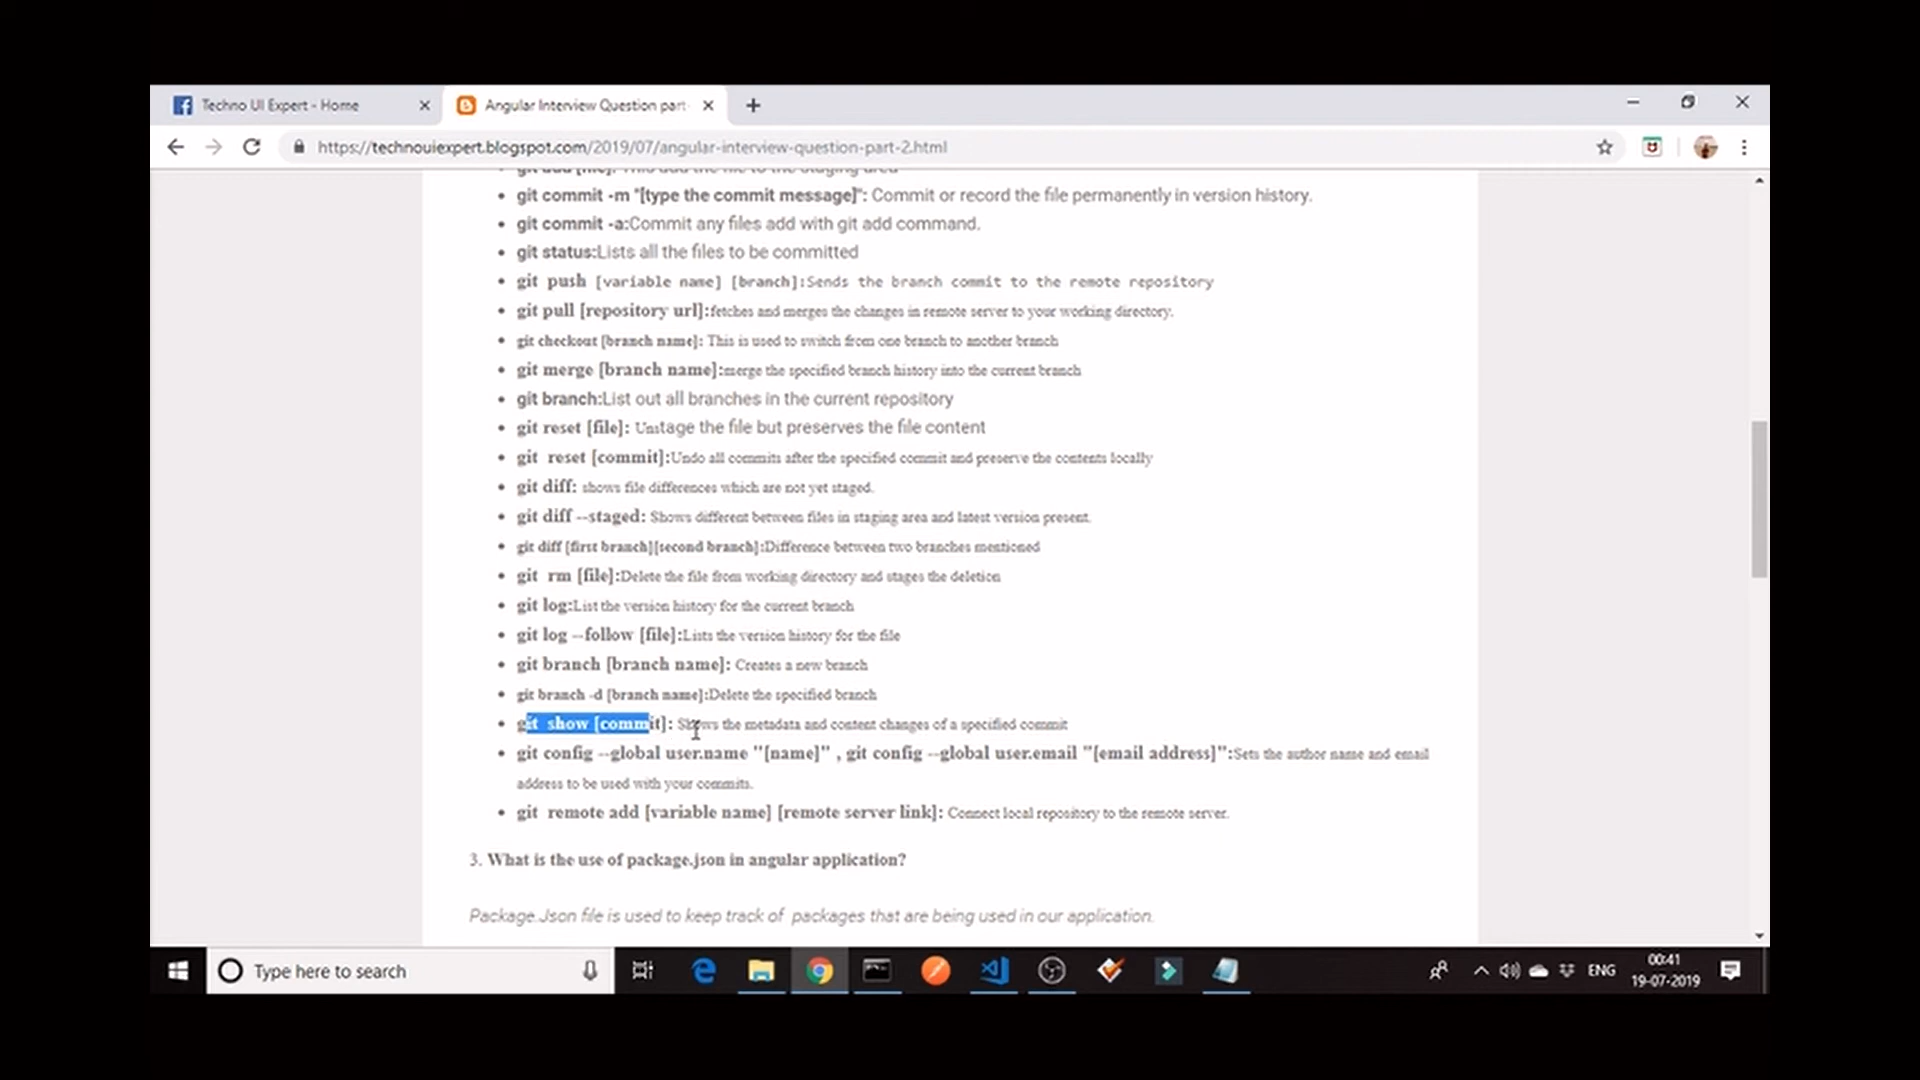 Techno UI Expert - Home
Angular Interview Question part-
https://technouiexpert.blogspot.com/2019/07/angular-interview-question-part-2.html
git add [file]: This add the file to the staging area
git commit -m "[type the commit message]": Commit or record the file permanently in version history.
git commit -a:Commit any files add with git add command.
git status:Lists all the files to be committed
git push [variable name] [branch]:Sends the branch commit to the remote repository
git pull [repository url]:fetches and merges the changes in remote server to your working directory.
git checkout [branch name]: This is used to switch from one branch to another branch
git merge [branch name]:merge the specified branch history into the current branch
git branch:List out all branches in the current repository
git reset [file]: Unstage the file but preserves the file content
git reset [commit]:Undo all commits after the specified commit and preserve the contents locally
git diff: shows file differences which are not yet staged.
git diff --staged: Shows different between files in staging area and latest version present.
git diff [first branch][second branch]:Difference between two branches mentioned
git rm [file]:Delete the file from working directory and stages the deletion
git log:List the version history for the current branch
git log --follow [file]:Lists the version history for the file
git branch [branch name]: Creates a new branch
git branch -d [branch name]:Delete the specified branch
git show [commit]: Shows the metadata and content changes of a specified commit
git config --global user.name "[name]" , git config --global user.email "[email address]":Sets the author name and email
address to be used with your commits.
git remote add [variable name] [remote server link]: Connect local repository to the remote server.
3. What is the use of package.json in angular application?
Package.Json file is used to keep track of packages that are being used in our application.
Type here to search
ENG
00:41
19-07-2019